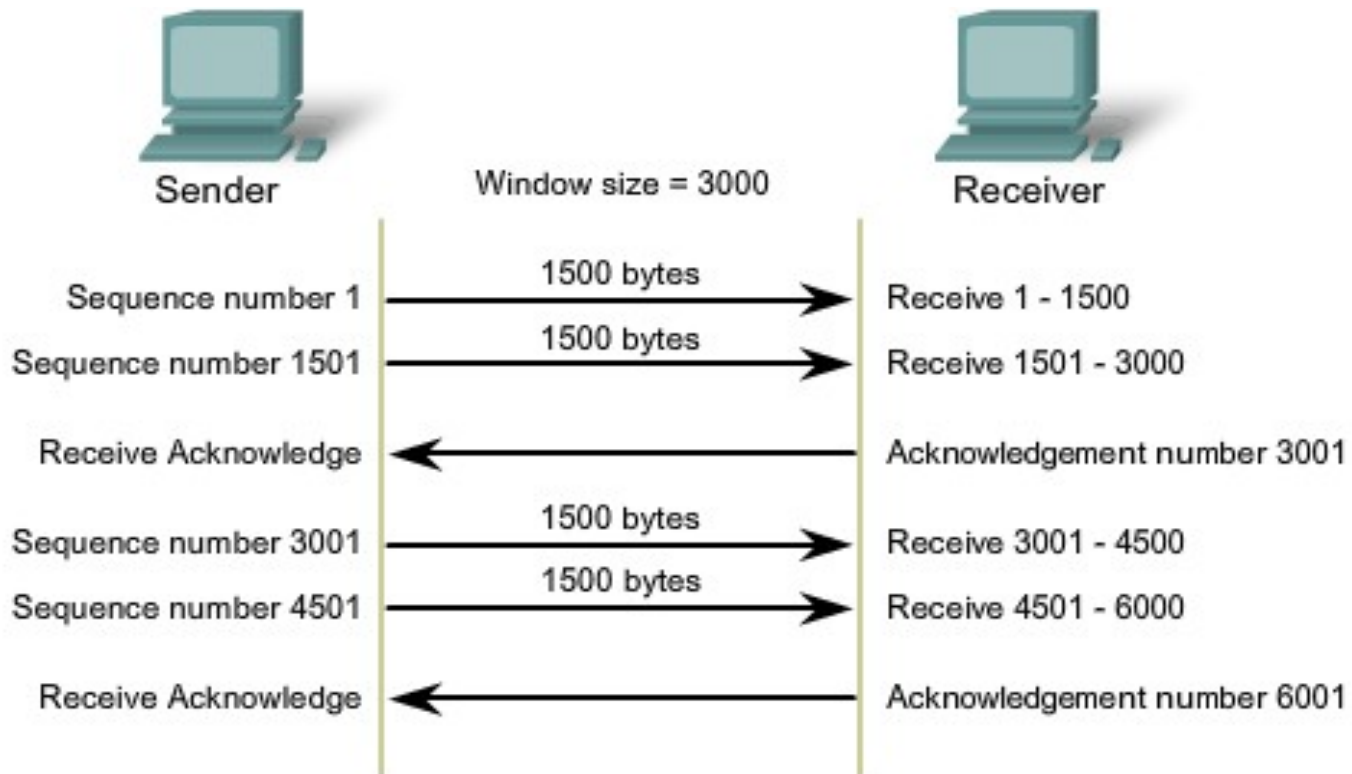 Sender
Window size = 3000
Receiver
Sequence number 1
1500 bytes
Receive 1 - 1500
Sequence number 1501
1500 bytes
Receive 1501 - 3000
Receive Acknowledge
Acknowledgement number 3001
Sequence number 3001
1500 bytes
Receive 3001 - 4500
Sequence number 4501
1500 bytes
Receive 4501 - 6000
Receive Acknowledge
Acknowledgement number 6001